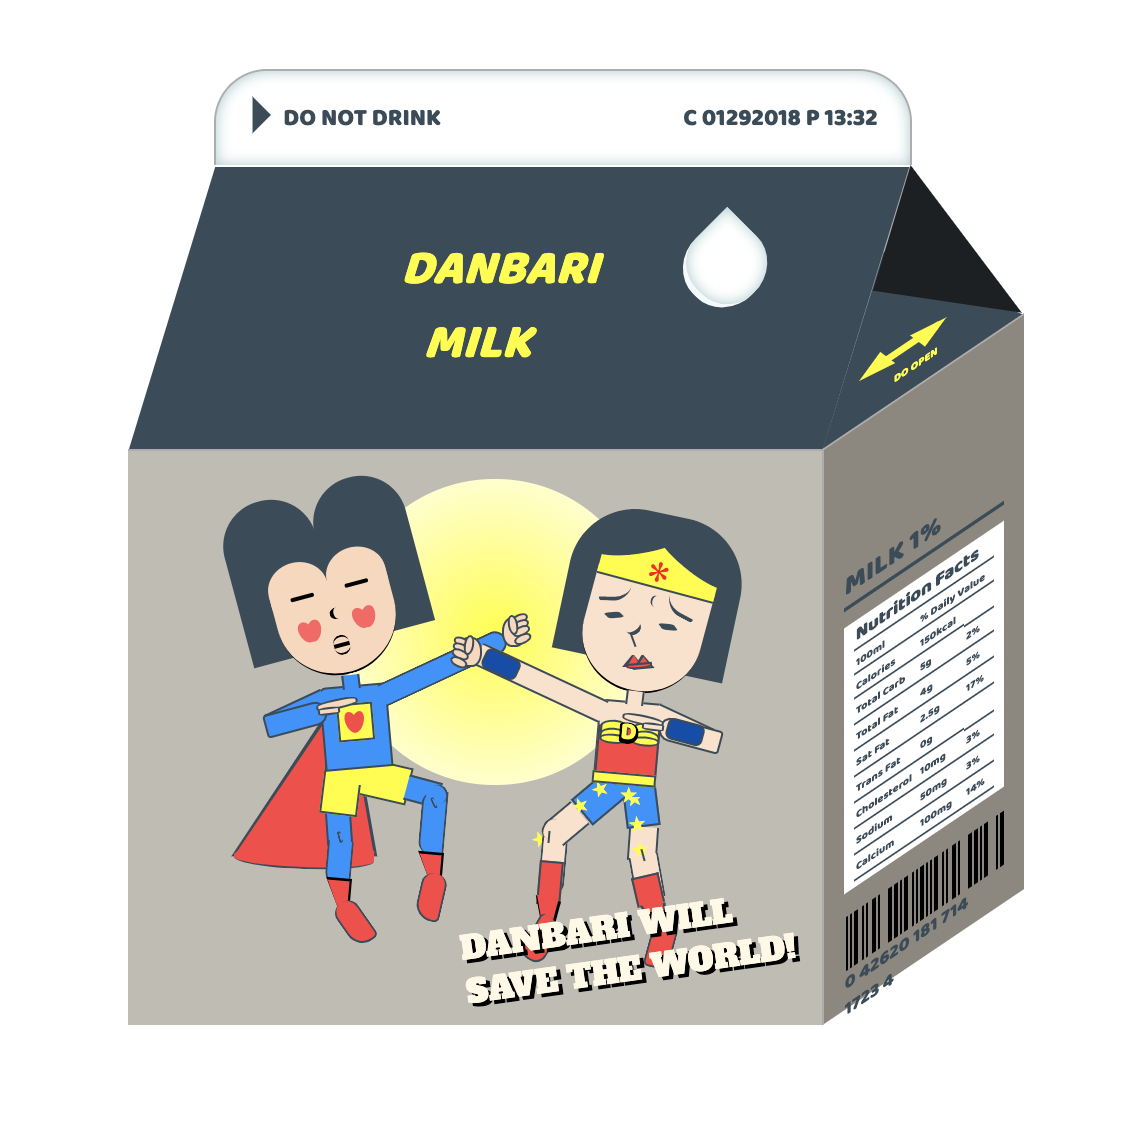 DO NOT DRINK
C 01292018 P 13:32
DANBARI
MILK
DO OPEN
D
DANBARI WILL
SAVE THE WORLD!
MILK 1%
Nutrition Facts
% Daily Value
100ml
Calories 150kcal
Total Carb 5g 2%
Total Fat 4g 5%
Sat Fat 2.5g 17%
Trans Fat 0g
Cholesterol 10mg 3%
Sodium 50mg 3%
Calcium 100mg 14%
0 42620 181 714
1723 4